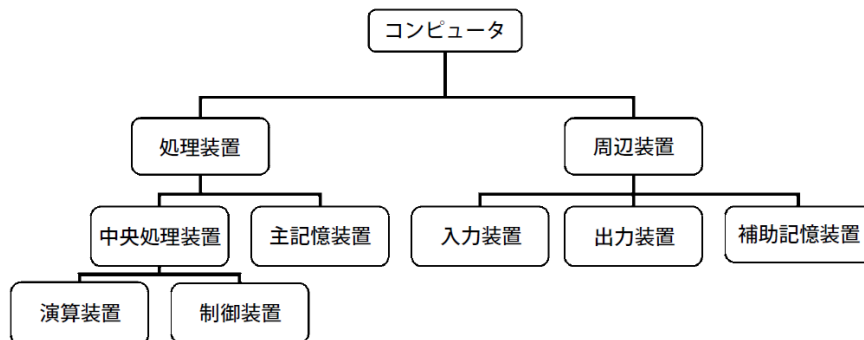 コンピュータ
処理装置
周辺装置
中央処理装置
主記憶装置
入力装置
出力装置
補助記憶装置
演算装置
制御装置